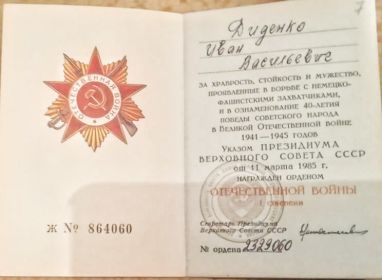 ОТЕЧЕСТВЕННАЯ ВОЙНА
Ж № 864060
Диденко
Иван
Васильевич
ЗА ХРАБРОСТЬ, СТОЙКОСТЬ И МУЖЕСТВО,
ПРОЯВЛЕННЫЕ В БОРЬБЕ С НЕМЕЦКО-
ФАШИСТСКИМИ ЗАХВАТЧИКАМИ,
И В ОЗНАМЕНОВАНИЕ 40-ЛЕТИЯ
ПОБЕДЫ СОВЕТСКОГО НАРОДА
В ВЕЛИКОЙ ОТЕЧЕСТВЕННОЙ ВОЙНЕ
1941—1945 ГОДОВ
УКАЗОМ ПРЕЗИДИУМА
ВЕРХОВНОГО СОВЕТА СССР
от 11 марта 1985 г.
НАГРАЖДЕН ОРДЕНОМ
ОТЕЧЕСТВЕННОЙ ВОЙНЫ
I СТЕПЕНИ
Секретарь Президиума
Верховного Совета СССР
№ ордена 2329060